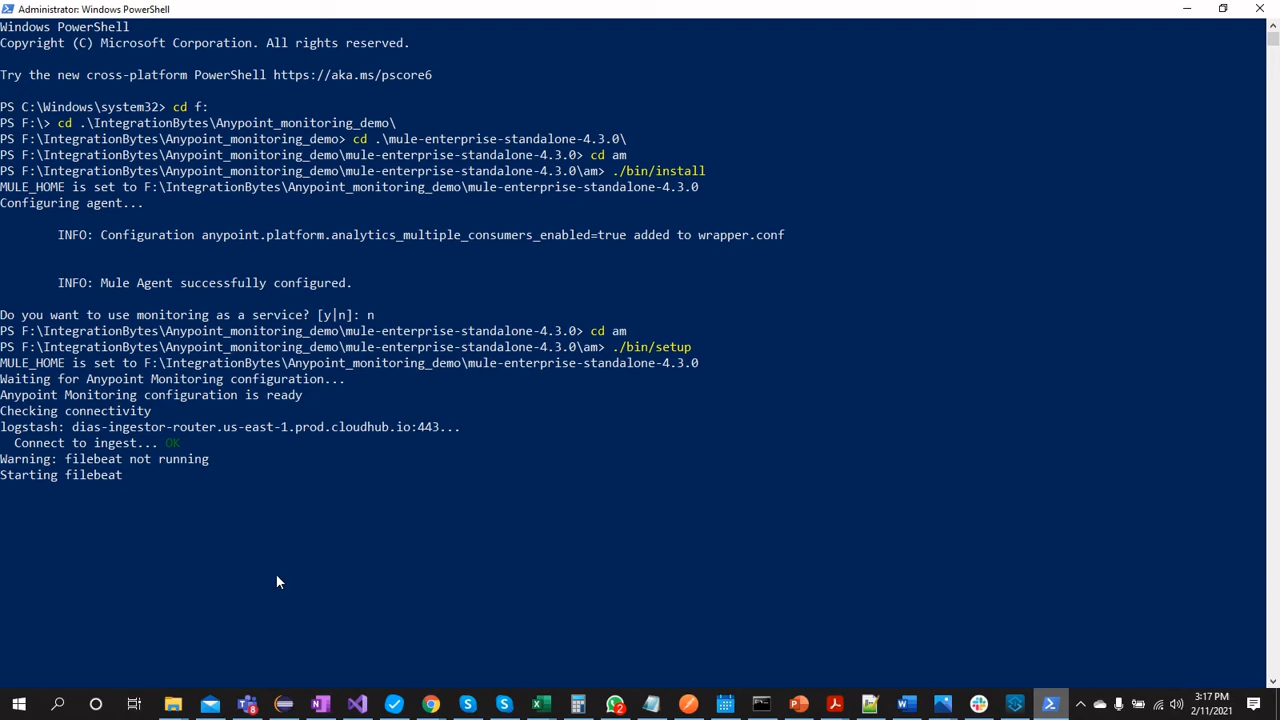 Administrator: Windows PowerShell
Windows PowerShell
Copyright (C) Microsoft Corporation. All rights reserved.
Try the new cross-platform PowerShell https://aka.ms/pscore6
PS C:\Windows\system32> cd f:
PS F:\> cd .\IntegrationBytes\Anypoint_monitoring_demo\
PS F:\IntegrationBytes\Anypoint_monitoring_demo> cd .\mule-enterprise-standalone-4.3.0\
PS F:\IntegrationBytes\Anypoint_monitoring_demo\mule-enterprise-standalone-4.3.0> cd am
PS F:\IntegrationBytes\Anypoint_monitoring_demo\mule-enterprise-standalone-4.3.0\am> ./bin/install
MULE_HOME is set to F:\IntegrationBytes\Anypoint_monitoring_demo\mule-enterprise-standalone-4.3.0
Configuring agent...
INFO: Configuration anypoint.platform.analytics_multiple_consumers_enabled=true added to wrapper.conf
INFO: Mule Agent successfully configured.
Do you want to use monitoring as a service? [y|n]: n
PS F:\IntegrationBytes\Anypoint_monitoring_demo\mule-enterprise-standalone-4.3.0> cd am
PS F:\IntegrationBytes\Anypoint_monitoring_demo\mule-enterprise-standalone-4.3.0\am> ./bin/setup
MULE_HOME is set to F:\IntegrationBytes\Anypoint_monitoring_demo\mule-enterprise-standalone-4.3.0
Waiting for Anypoint Monitoring configuration...
Anypoint Monitoring configuration is ready
Checking connectivity
logstash: dias-ingestor-router.us-east-1.prod.cloudhub.io:443...
Connect to ingest... OK
Warning: filebeat not running
Starting filebeat
8
2
3:17 PM
2/11/2021